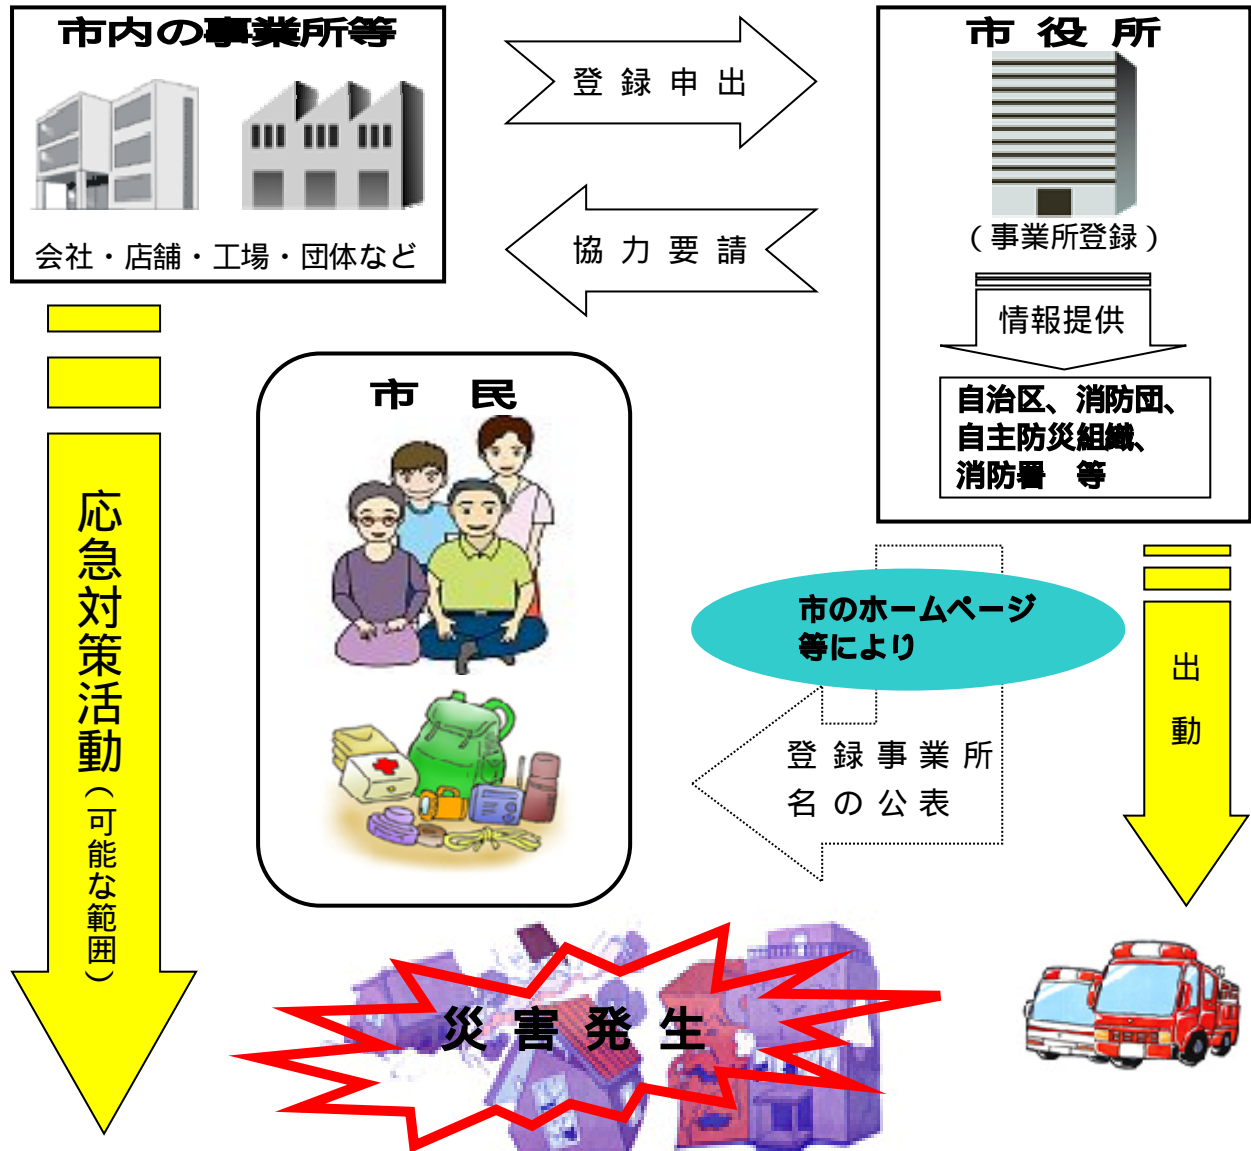 市内の事業所等
会社・店舗・工場・団体など
登録申出
協力要請
市役所
(事業所登録)
情報提供
自治区、消防団、
自主防災組織、
消防署　等
市　民
応急対策活動(可能な範囲)
市のホームページ
等により
登録事業所
名の公表
出動
災害発生